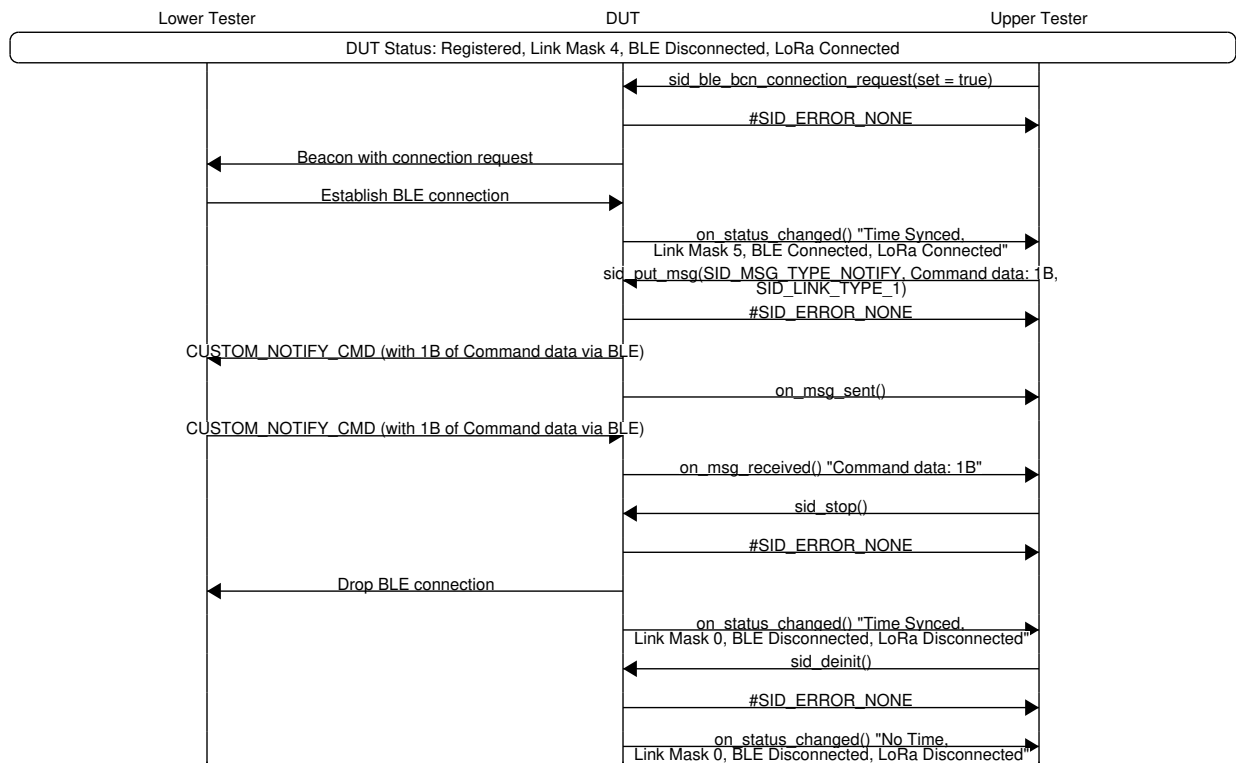 Lower Tester DUT Upper Tester
DUT Status: Registered, Link Mask 4, BLE Disconnected, LoRa Connected
sid_ble_bcn_connection_request(set = true)
#SID_ERROR_NONE
Beacon with connection request
Establish BLE connection
on_status_changed() "Time Synced,
Link Mask 5, BLE Connected, LoRa Connected"
sid_put_msg(SID_MSG_TYPE_NOTIFY, Command data: 1B,
SID_LINK_TYPE_1)
#SID_ERROR_NONE
CUSTOM_NOTIFY_CMD (with 1B of Command data via BLE)
on_msg_sent()
CUSTOM_NOTIFY_CMD (with 1B of Command data via BLE)
on_msg_received() "Command data: 1B"
sid_stop()
#SID_ERROR_NONE
Drop BLE connection
on_status_changed() "Time Synced,
Link Mask 0, BLE Disconnected, LoRa Disconnected"
sid_deinit()
#SID_ERROR_NONE
on_status_changed() "No Time,
Link Mask 0, BLE Disconnected, LoRa Disconnected"